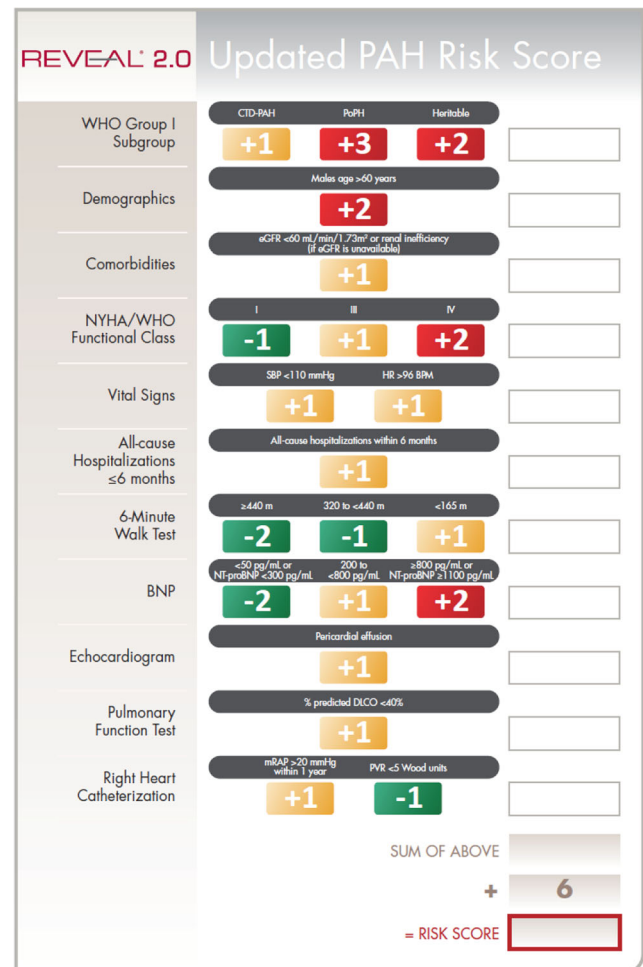 REVEAL® 2.0 Updated PAH Risk Score
WHO Group I
Subgroup
CTD-PAH PoPH Heritable
+1 +3 +2
Demographics
Males age >60 years
+2
Comorbidities
eGFR <60 mL/min/1.73m² or renal inefficiency
(if eGFR is unavailable)
+1
NYHA/WHO
Functional Class
I III IV
-1 +1 +2
Vital Signs
SBP <110 mmHg HR >96 BPM
+1 +1
All-cause
Hospitalizations
≤6 months
All-cause hospitalizations within 6 months
+1
6-Minute
Walk Test
≥440 m 320 to <440 m <165 m
-2 -1 +1
BNP
<50 pg/mL or
NT-proBNP <300 pg/mL
200 to
<800 pg/mL
≥800 pg/mL or
NT-proBNP ≥1100 pg/mL
-2 +1 +2
Echocardiogram
Pericardial effusion
+1
Pulmonary
Function Test
% predicted DLCO <40%
+1
Right Heart
Catheterization
mRAP >20 mmHg
within 1 year
PVR <5 Wood units
+1 -1
SUM OF ABOVE
+ 6
= RISK SCORE